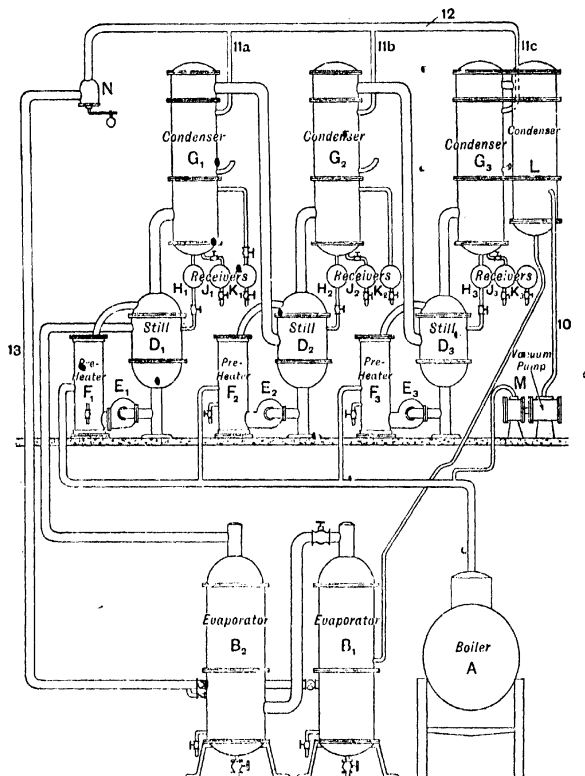 12
11a
11b
11c
N
Condenser
G1
Condenser
G2
Condenser
G3
Condenser
L
Receivers
H1
J1
K1
Receivers
H2
J2
K2
Receivers
H3
J3
K3
10
13
Still
D1
Still
D2
Still
D3
Pre-
Heater
F1
E1
Pre-
Heater
F2
E2
Pre-
Heater
F3
E3
Vacuum
Pump
M
Evaporator
B2
Evaporator
B1
Boiler
A